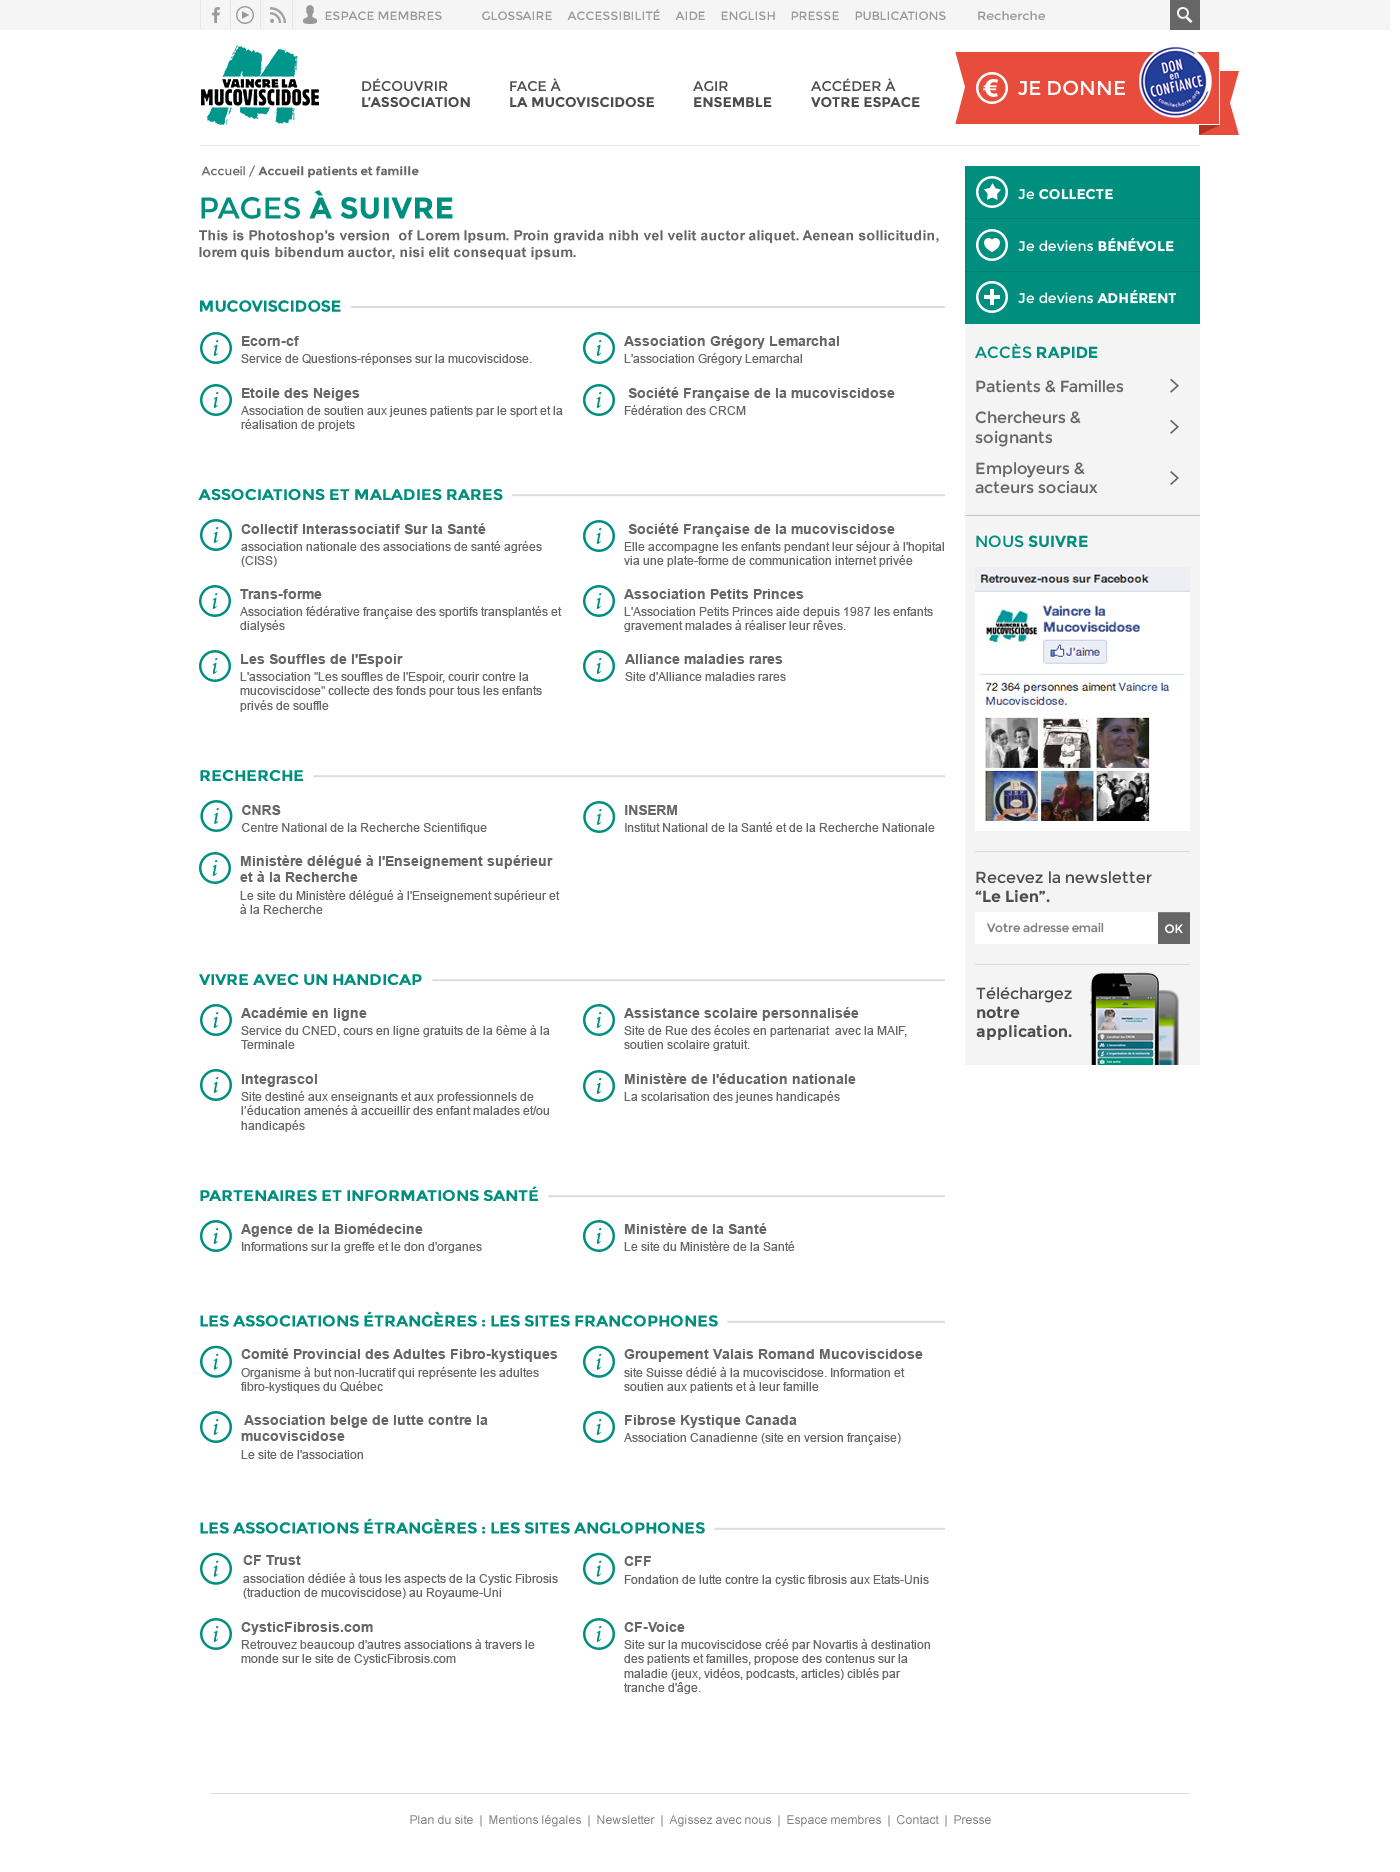 ESPACE MEMBRES
GLOSSAIRE ACCESSIBILITÉ AIDE ENGLISH PRESSE PUBLICATIONS
Recherche
VAINCRE LA
MUCOVISCIDOSE
DÉCOUVRIR
L'ASSOCIATION
FACE À
LA MUCOVISCIDOSE
AGIR
ENSEMBLE
ACCÉDER À
VOTRE ESPACE
€ JE DONNE
DON
en
CONFIANCE
comitecharte.org
Accueil / Accueil patients et famille
PAGES À SUIVRE
This is Photoshop's version of Lorem Ipsum. Proin gravida nibh vel velit auctor aliquet. Aenean sollicitudin,
lorem quis bibendum auctor, nisi elit consequat ipsum.
MUCOVISCIDOSE
i Ecorn-cf
Service de Questions-réponses sur la mucoviscidose.
i Association Grégory Lemarchal
L'association Grégory Lemarchal
i Etoile des Neiges
Association de soutien aux jeunes patients par le sport et la
réalisation de projets
i Société Française de la mucoviscidose
Fédération des CRCM
ASSOCIATIONS ET MALADIES RARES
i Collectif Interassociatif Sur la Santé
association nationale des associations de santé agrées
(CISS)
i Société Française de la mucoviscidose
Elle accompagne les enfants pendant leur séjour à l'hopital
via une plate-forme de communication internet privée
i Trans-forme
Association fédérative française des sportifs transplantés et
dialysés
i Association Petits Princes
L'Association Petits Princes aide depuis 1987 les enfants
gravement malades à réaliser leur rêves.
i Les Souffles de l'Espoir
L'association "Les souffles de l'Espoir, courir contre la
mucoviscidose" collecte des fonds pour tous les enfants
privés de souffle
i Alliance maladies rares
Site d'Alliance maladies rares
RECHERCHE
i CNRS
Centre National de la Recherche Scientifique
i INSERM
Institut National de la Santé et de la Recherche Nationale
i Ministère délégué à l'Enseignement supérieur
et à la Recherche
Le site du Ministère délégué à l'Enseignement supérieur et
à la Recherche
VIVRE AVEC UN HANDICAP
i Académie en ligne
Service du CNED, cours en ligne gratuits de la 6ème à la
Terminale
i Assistance scolaire personnalisée
Site de Rue des écoles en partenariat avec la MAIF,
soutien scolaire gratuit.
i Integrascol
Site destiné aux enseignants et aux professionnels de
l'éducation amenés à accueillir des enfant malades et/ou
handicapés
i Ministère de l'éducation nationale
La scolarisation des jeunes handicapés
PARTENAIRES ET INFORMATIONS SANTÉ
i Agence de la Biomédecine
Informations sur la greffe et le don d'organes
i Ministère de la Santé
Le site du Ministère de la Santé
LES ASSOCIATIONS ÉTRANGÈRES : LES SITES FRANCOPHONES
i Comité Provincial des Adultes Fibro-kystiques
Organisme à but non-lucratif qui représente les adultes
fibro-kystiques du Québec
i Groupement Valais Romand Mucoviscidose
site Suisse dédié à la mucoviscidose. Information et
soutien aux patients et à leur famille
i Association belge de lutte contre la
mucoviscidose
Le site de l'association
i Fibrose Kystique Canada
Association Canadienne (site en version française)
LES ASSOCIATIONS ÉTRANGÈRES : LES SITES ANGLOPHONES
i CF Trust
association dédiée à tous les aspects de la Cystic Fibrosis
(traduction de mucoviscidose) au Royaume-Uni
i CFF
Fondation de lutte contre la cystic fibrosis aux Etats-Unis
i CysticFibrosis.com
Retrouvez beaucoup d'autres associations à travers le
monde sur le site de CysticFibrosis.com
i CF-Voice
Site sur la mucoviscidose créé par Novartis à destination
des patients et familles, propose des contenus sur la
maladie (jeux, vidéos, podcasts, articles) ciblés par
tranche d'âge.
Je COLLECTE
Je deviens BÉNÉVOLE
Je deviens ADHÉRENT
ACCÈS RAPIDE
Patients & Familles
Chercheurs &
soignants
Employeurs &
acteurs sociaux
NOUS SUIVRE
Retrouvez-nous sur Facebook
VAINCRE LA
MUCOVISCIDOSE
Vaincre la
Mucoviscidose
J'aime
72 364 personnes aiment Vaincre la
Mucoviscidose.
Recevez la newsletter
“Le Lien”.
Votre adresse email OK
Téléchargez
notre
application.
Plan du site | Mentions légales | Newsletter | Agissez avec nous | Espace membres | Contact | Presse